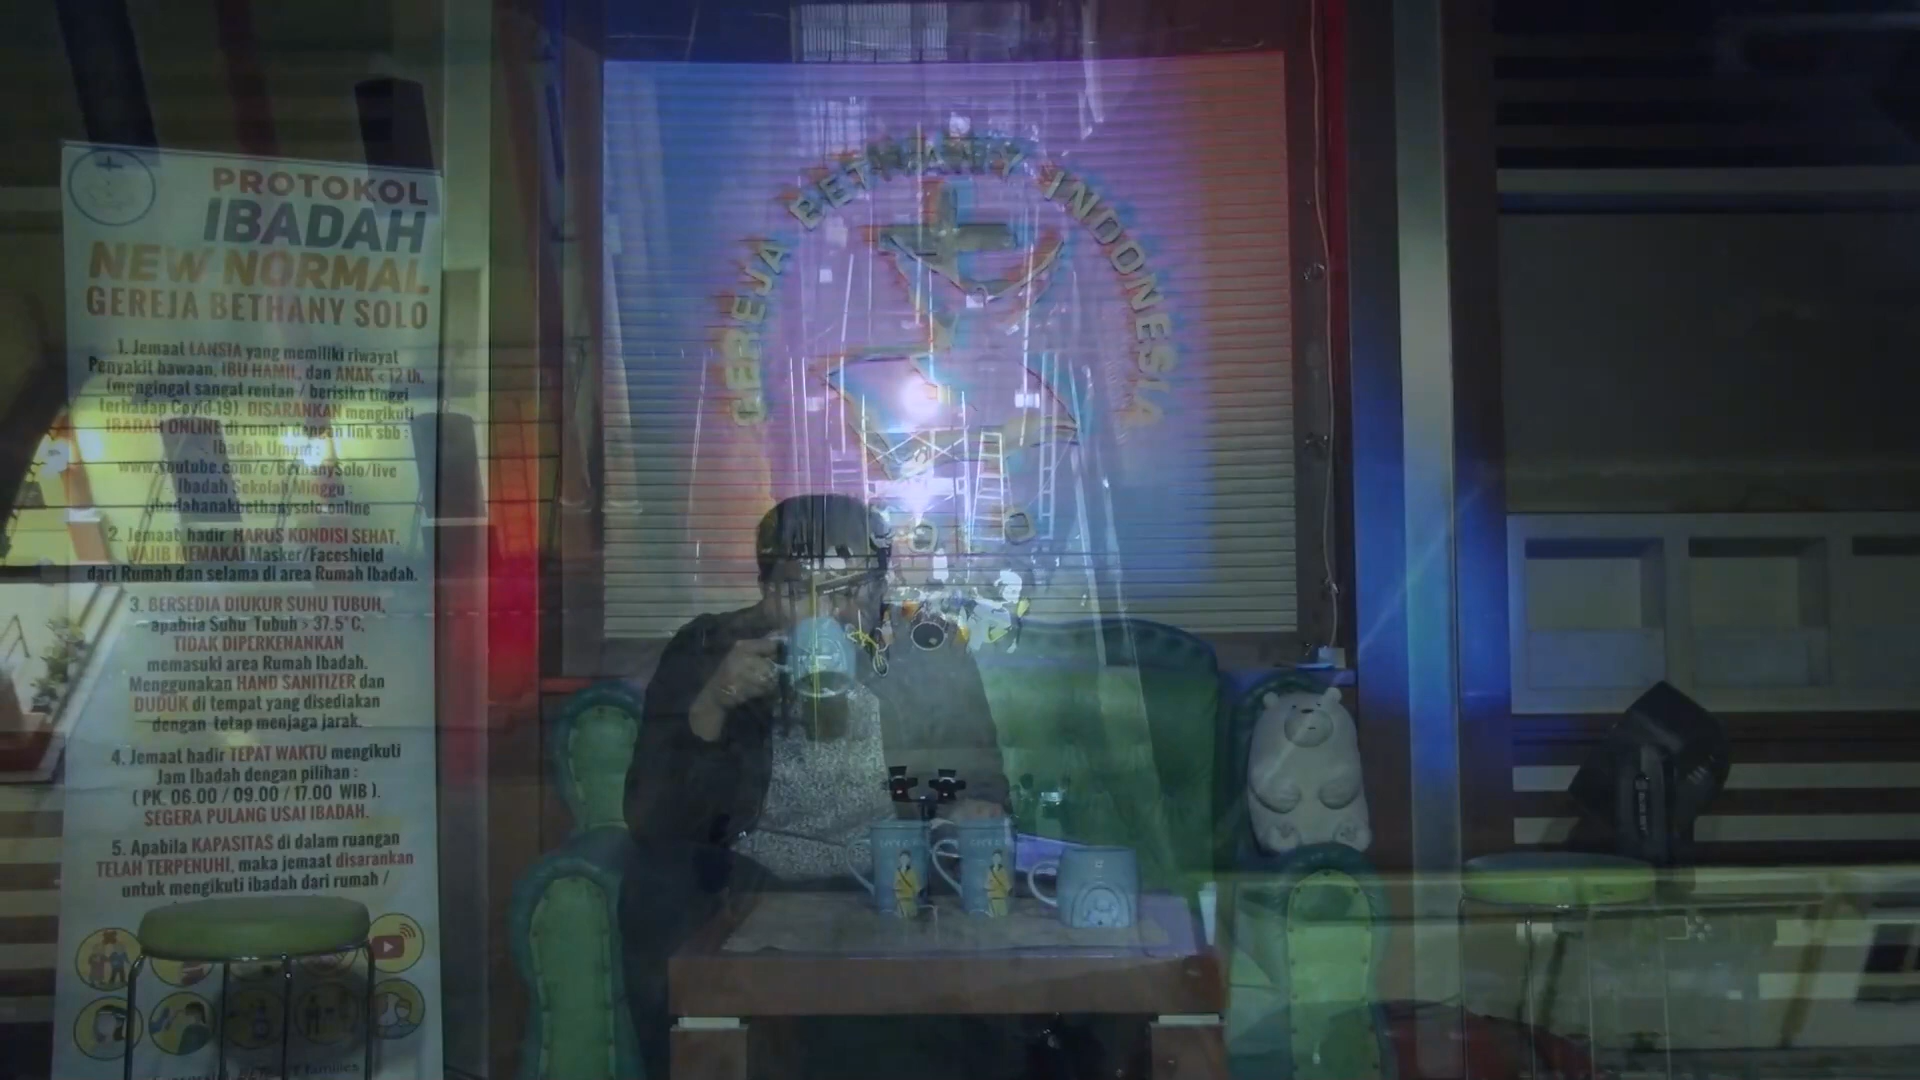 PROTOKOL
IBADAH
NEW NORMAL
GEREJA BETHANY SOLO
1. Jemaat LANSIA yang memiliki riwayat
Penyakit bawaan, IBU HAMIL, dan ANAK < 12 th.
(mengingat sangat rentan / berisiko tinggi
terhadap Covid-19). DISARANKAN mengikuti
IBADAH ONLINE di rumah dengan link sbb :
Ibadah Umum :
www.youtube.com/c/BethanySolo/live
Ibadah Sekolah Minggu :
ibadahanakbethanysolo.online
2. Jemaat hadir HARUS KONDISI SEHAT,
WAJIB MEMAKAI Masker/Faceshield
dari Rumah dan selama di area Rumah Ibadah.
3. BERSEDIA DIUKUR SUHU TUBUH,
apabila Suhu Tubuh > 37.5°C,
TIDAK DIPERKENANKAN
memasuki area Rumah Ibadah.
Menggunakan HAND SANITIZER dan
DUDUK di tempat yang disediakan
dengan tetap menjaga jarak.
4. Jemaat hadir TEPAT WAKTU mengikuti
Jam Ibadah dengan pilihan :
( PK. 06.00 / 09.00 / 17.00 WIB ).
SEGERA PULANG USAI IBADAH.
5. Apabila KAPASITAS di dalam ruangan
TELAH TERPENUHI, maka jemaat disarankan
untuk mengikuti ibadah dari rumah /
GEREJA BETHANY INDONESIA
SOLO